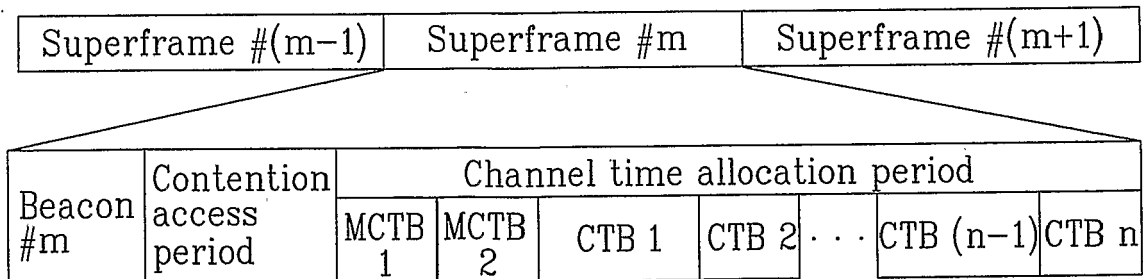 Superframe #(m−1) Superframe #m Superframe #(m+1)
Beacon #m
Contention access period
Channel time allocation period
MCTB 1 MCTB 2 CTB 1 CTB 2 · · · CTB (n−1) CTB n